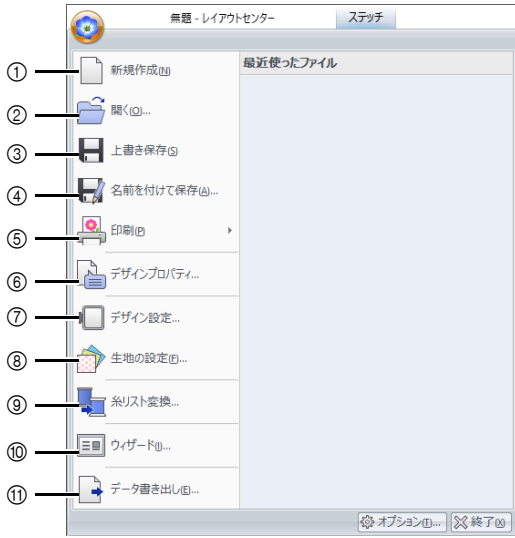 無題 - レイアウトセンター ステッチ
① 新規作成(N) 最近使ったファイル
② 開く(O)...
③ 上書き保存(S)
④ 名前を付けて保存(A)...
⑤ 印刷(P)
⑥ デザインプロパティ...
⑦ デザイン設定...
⑧ 生地の設定(F)...
⑨ 糸リスト変換...
⑩ ウィザード(I)...
⑪ データ書き出し(E)...
オプション(T)... 終了(X)